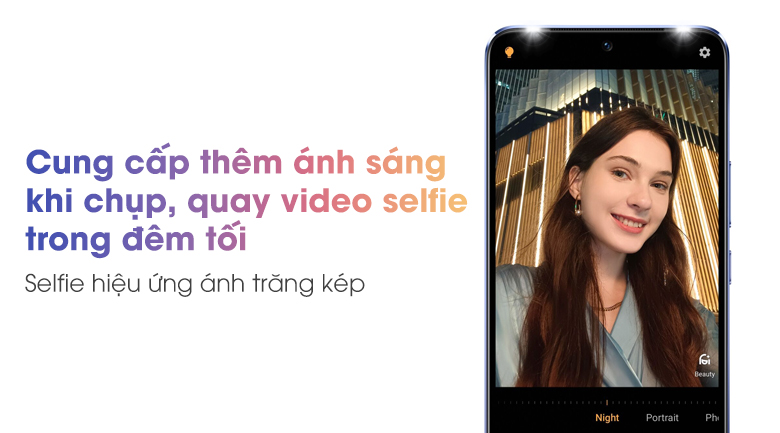 Cung cấp thêm ánh sáng
khi chụp, quay video selfie
trong đêm tối
Selfie hiệu ứng ánh trăng kép
Beauty
Night Portrait